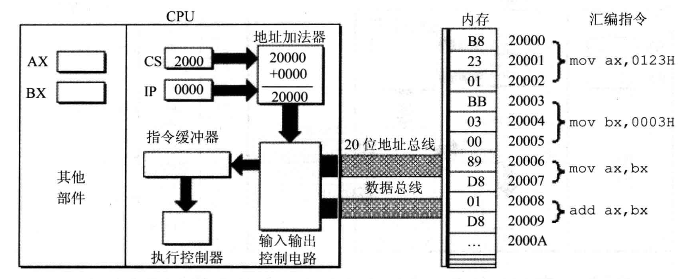 CPU
内存
汇编指令
地址加法器
AX
BX
CS
2000
IP
0000
20000
+0000
20000
指令缓冲器
20 位地址总线
数据总线
其他
部件
执行控制器
输入输出
控制电路
B8 20000
23 20001
01 20002
mov ax,0123H
BB 20003
03 20004
00 20005
mov bx,0003H
89 20006
D8 20007
mov ax,bx
01 20008
D8 20009
add ax,bx
… 2000A